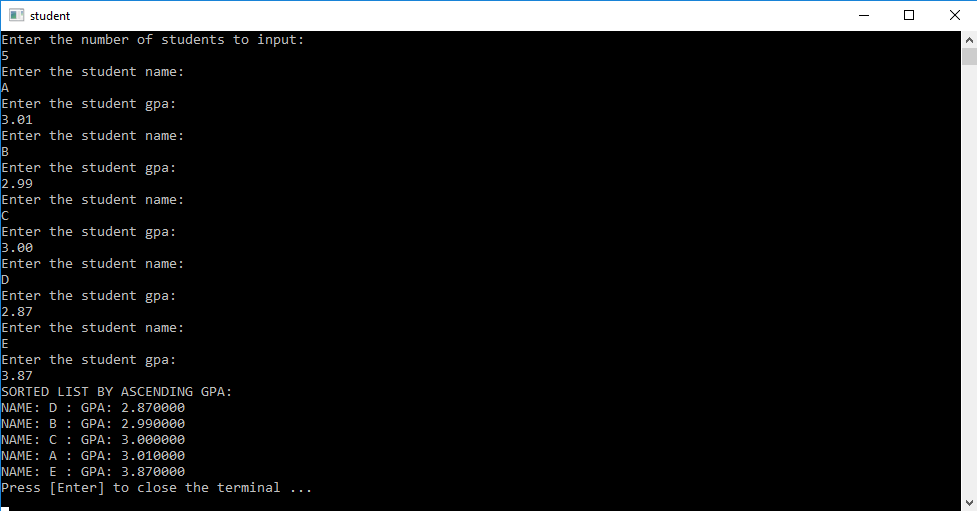 student
Enter the number of students to input:
5
Enter the student name:
A
Enter the student gpa:
3.01
Enter the student name:
B
Enter the student gpa:
2.99
Enter the student name:
C
Enter the student gpa:
3.00
Enter the student name:
D
Enter the student gpa:
2.87
Enter the student name:
E
Enter the student gpa:
3.87
SORTED LIST BY ASCENDING GPA:
NAME: D : GPA: 2.870000
NAME: B : GPA: 2.990000
NAME: C : GPA: 3.000000
NAME: A : GPA: 3.010000
NAME: E : GPA: 3.870000
Press [Enter] to close the terminal ...